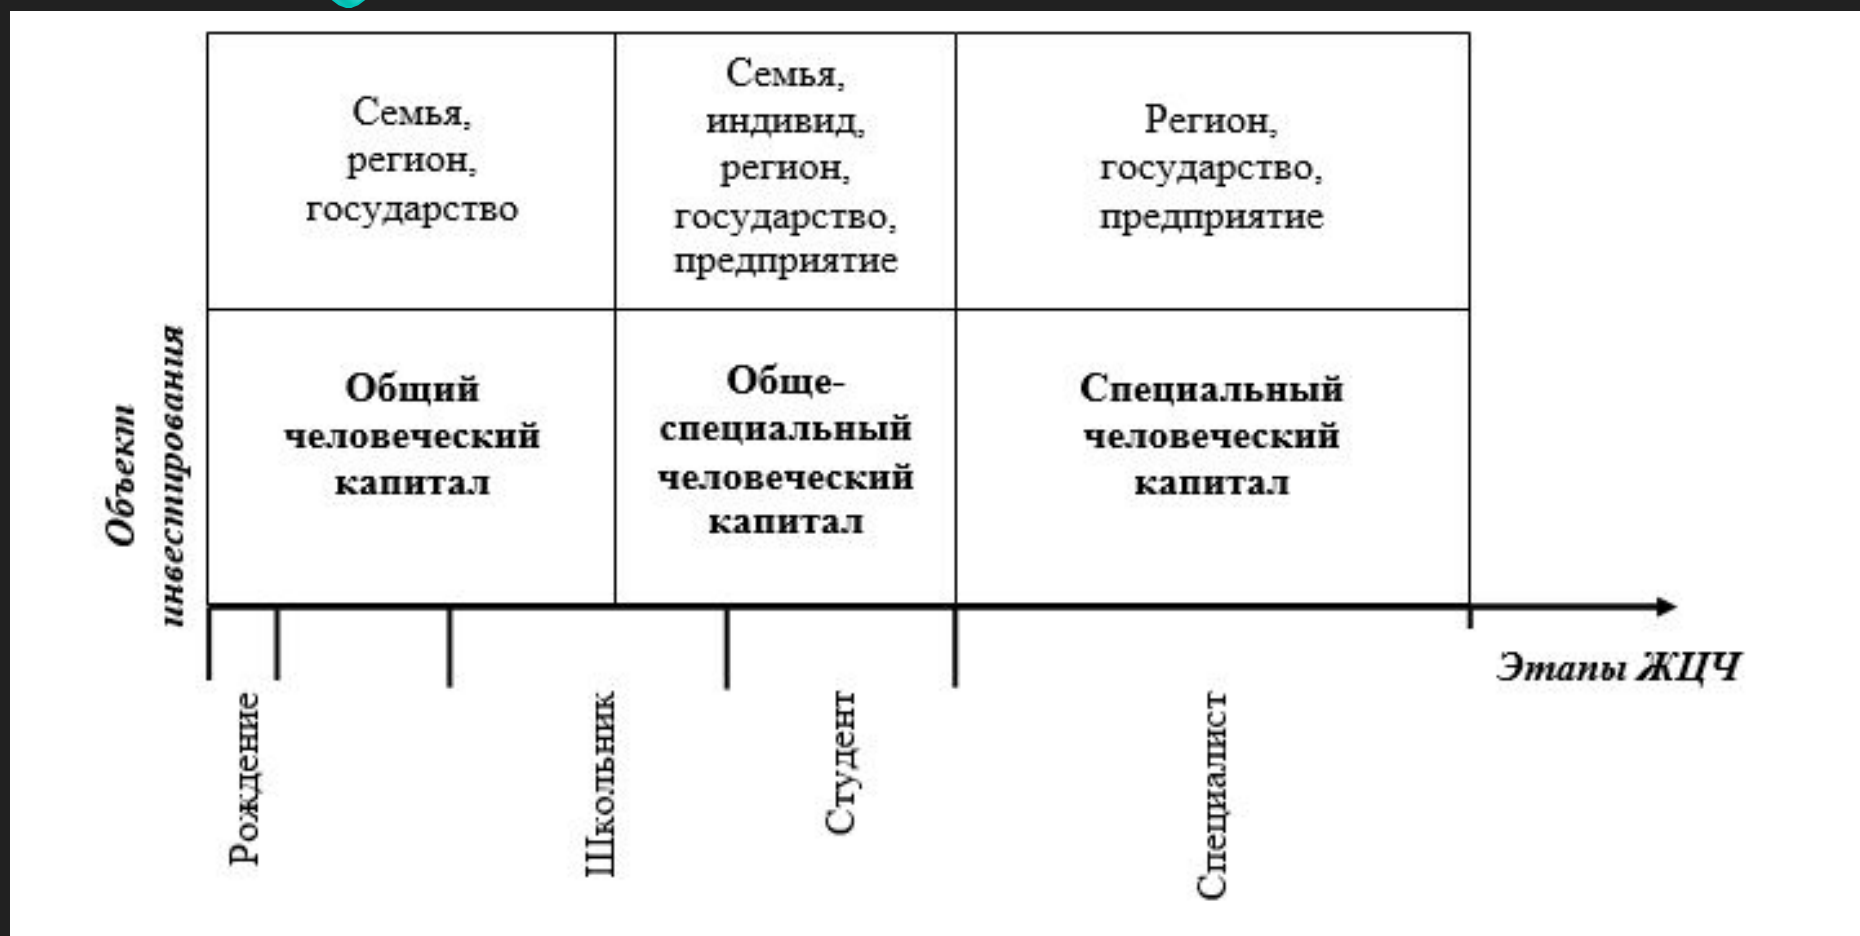 Семья,
регион,
государство
Семья,
индивид,
регион,
государство,
предприятие
Регион,
государство,
предприятие
Объект
инвестирования
Общий
человеческий
капитал
Обще-
специальный
человеческий
капитал
Специальный
человеческий
капитал
Этапы ЖЦЧ
Рождение
Школьник
Студент
Специалист